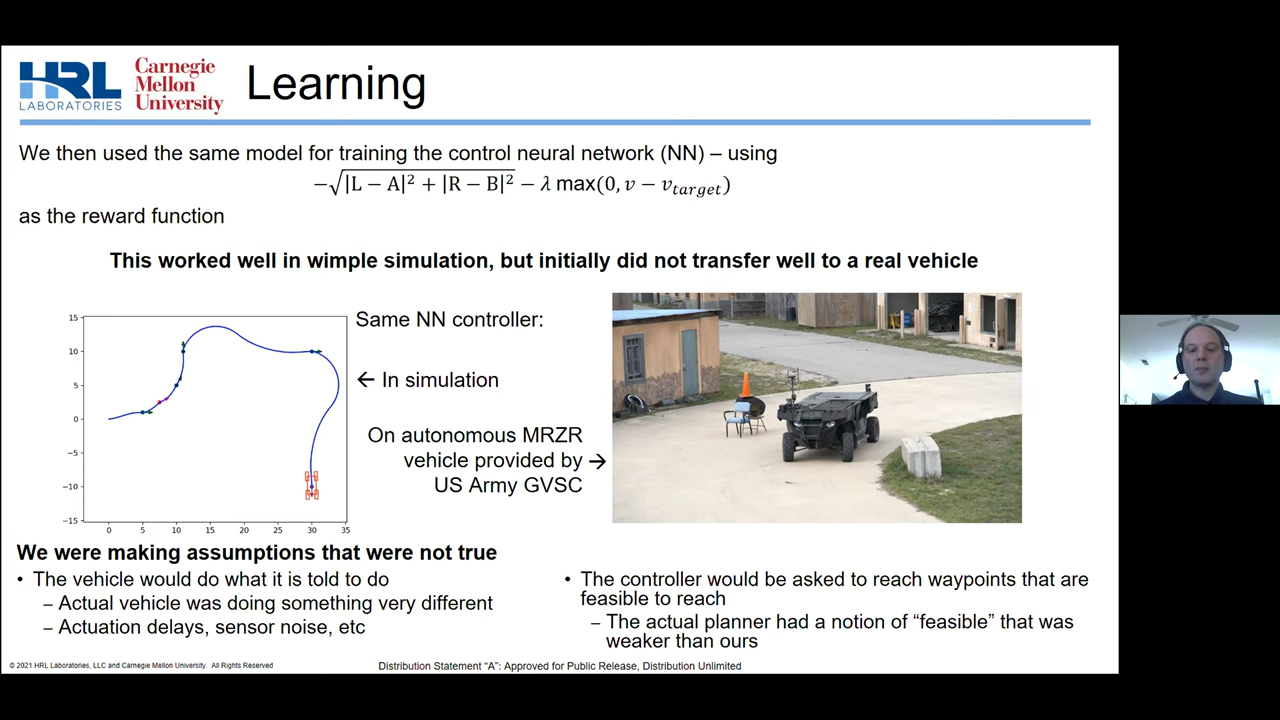 HRL
LABORATORIES
Carnegie
Mellon
University
Learning
We then used the same model for training the control neural network (NN) – using
−√|L − A|² + |R − B|² − λ max(0, v − v_target)
as the reward function
This worked well in wimple simulation, but initially did not transfer well to a real vehicle
15
10
5
0
−5
−10
−15
0 5 10 15 20 25 30 35
Same NN controller:
← In simulation
On autonomous MRZR
vehicle provided by →
US Army GVSC
We were making assumptions that were not true
• The vehicle would do what it is told to do
– Actual vehicle was doing something very different
– Actuation delays, sensor noise, etc
• The controller would be asked to reach waypoints that are
feasible to reach
– The actual planner had a notion of “feasible” that was
weaker than ours
© 2021 HRL Laboratories, LLC and Carnegie Mellon University. All Rights Reserved
Distribution Statement “A”: Approved for Public Release, Distribution Unlimited